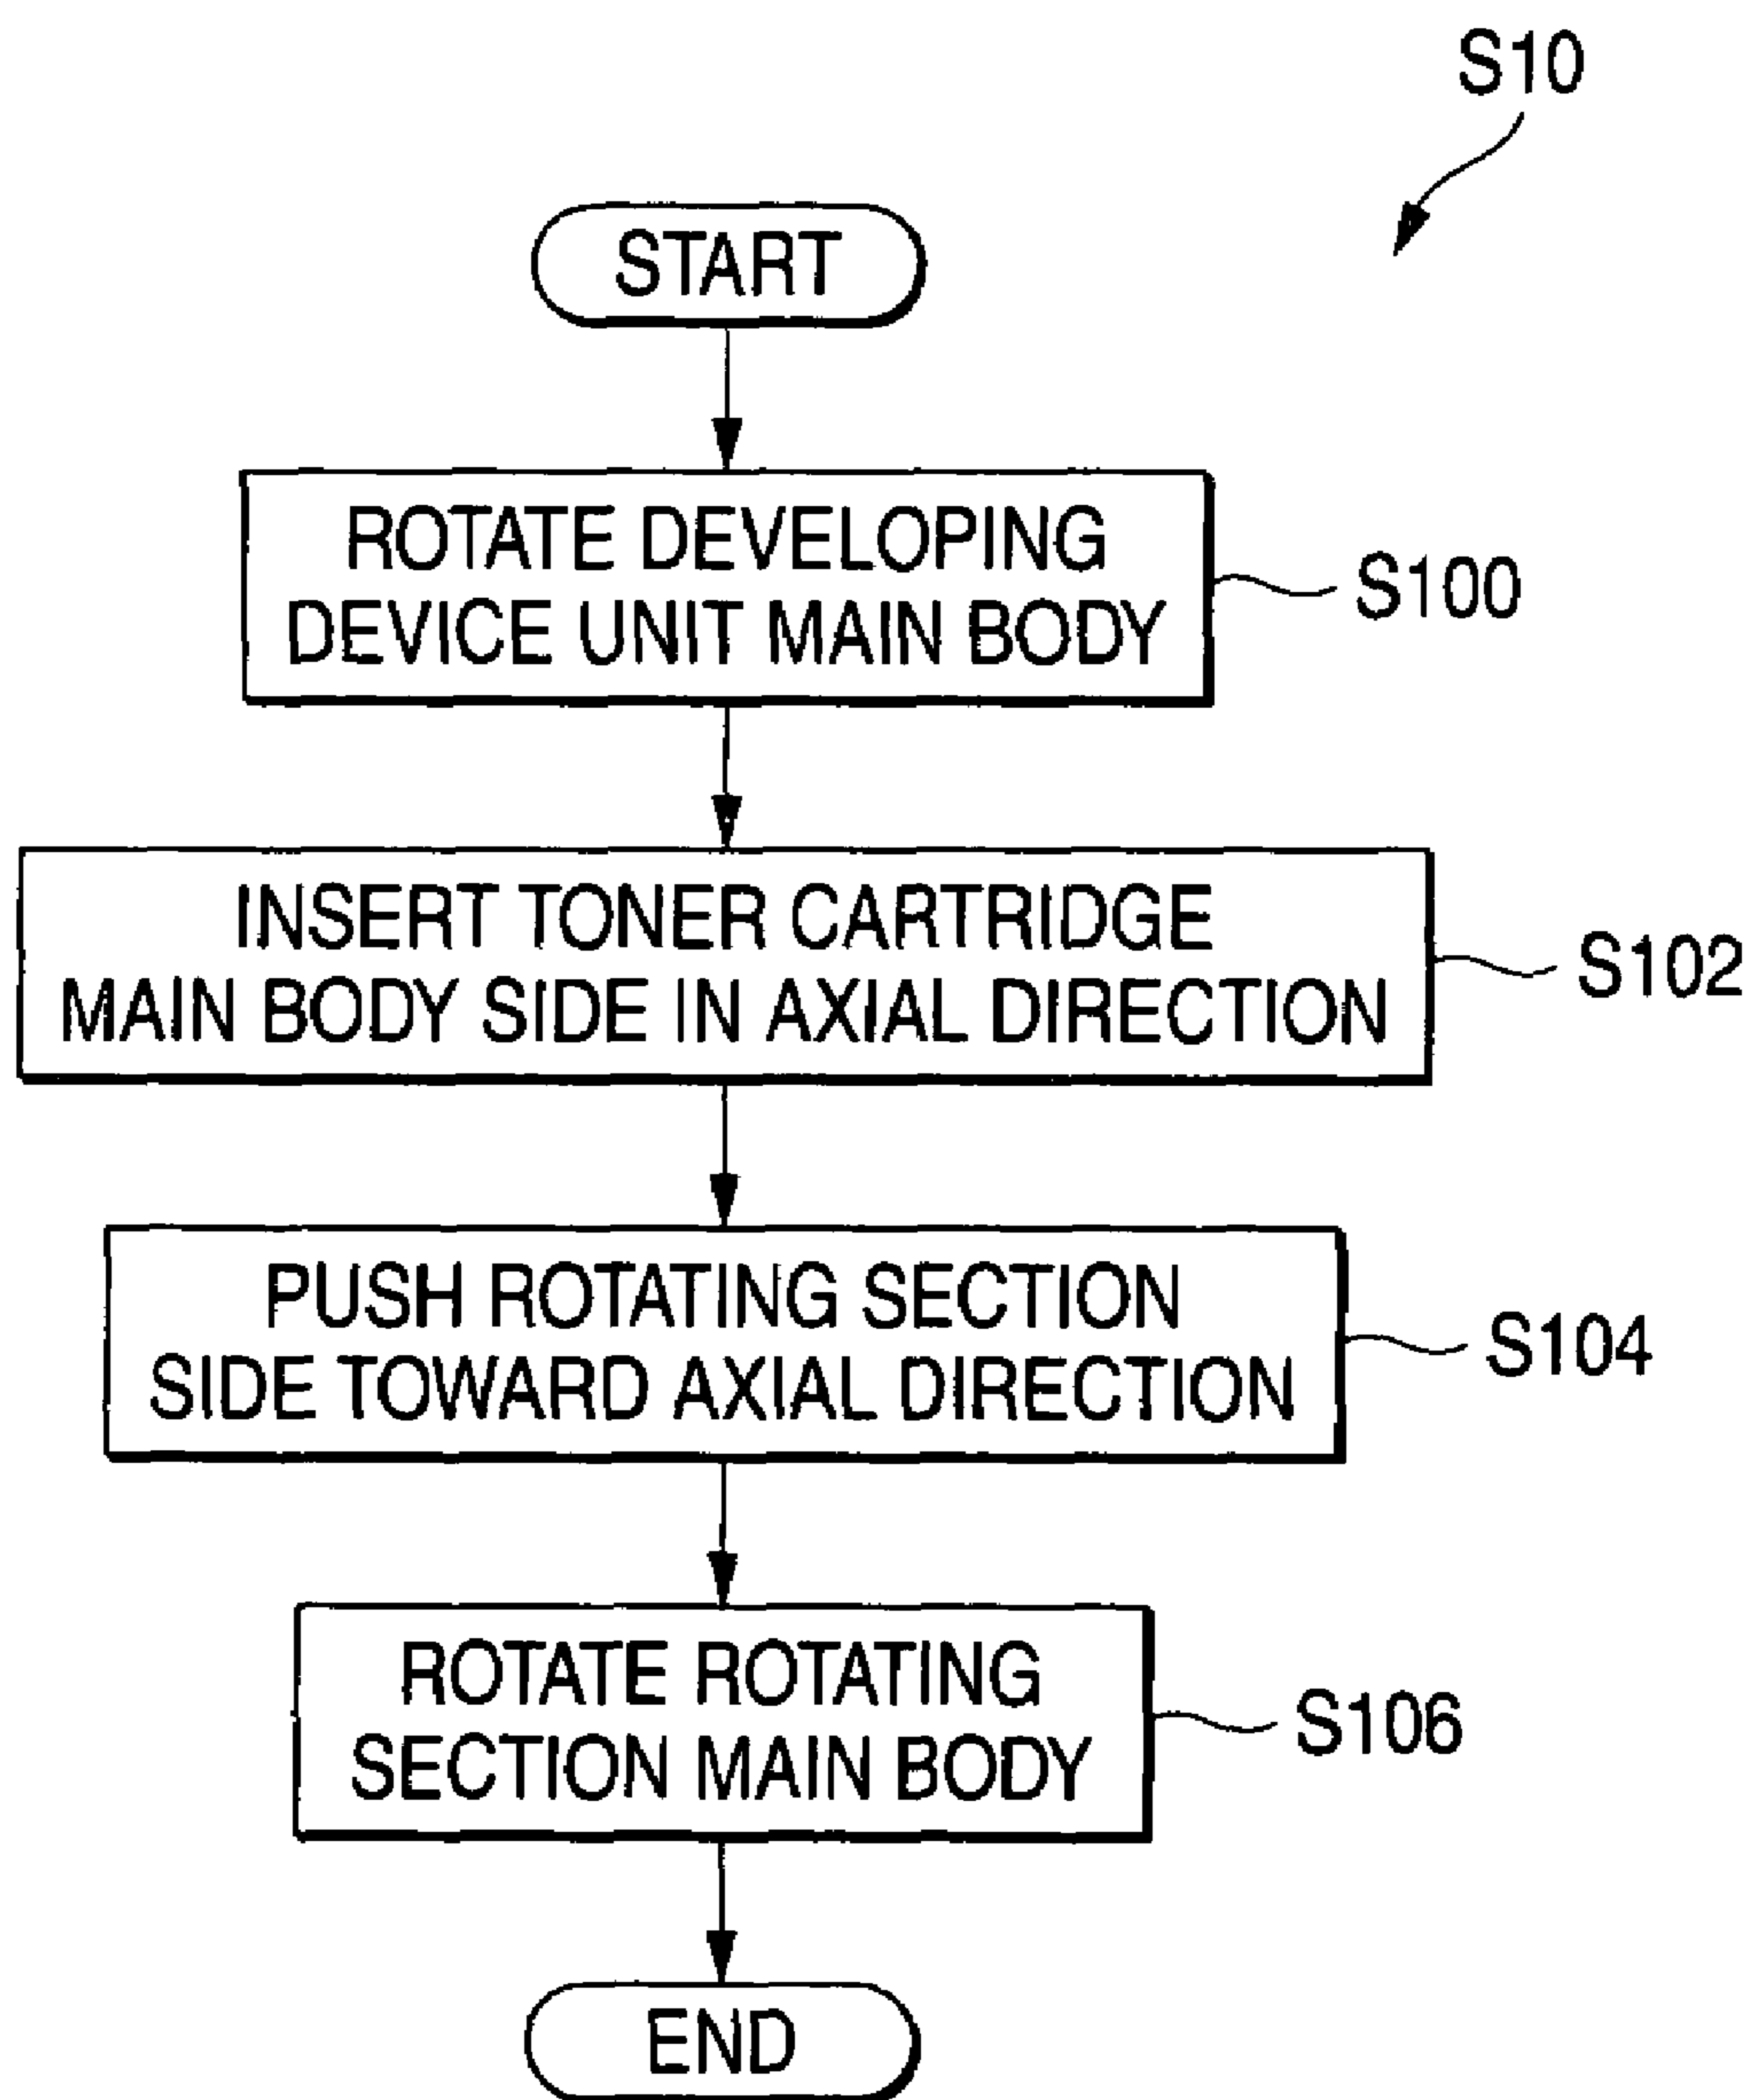 S10
START
ROTATE DEVELOPING
DEVICE UNIT MAIN BODY
S100
INSERT TONER CARTRIDGE
MAIN BODY SIDE IN AXIAL DIRECTION
S102
PUSH ROTATING SECTION
SIDE TOWARD AXIAL DIRECTION
S104
ROTATE ROTATING
SECTION MAIN BODY
S106
END